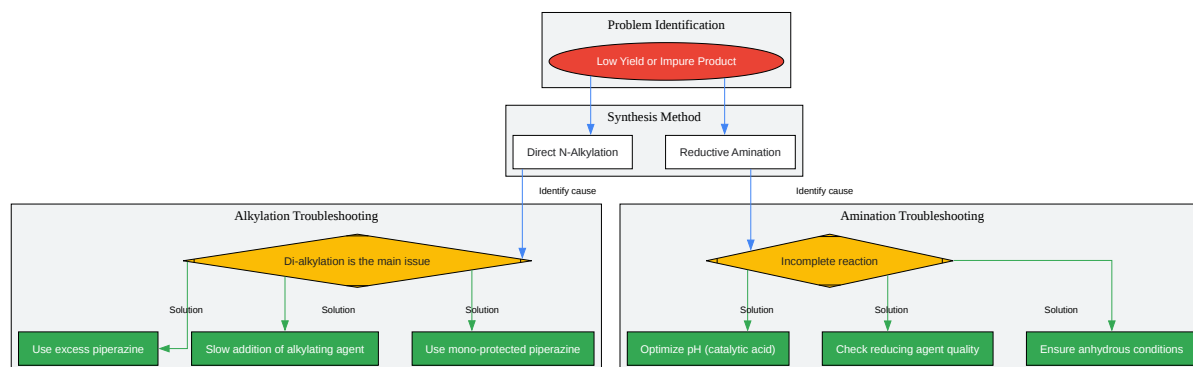 Problem Identification
Low Yield or Impure Product
Synthesis Method
Direct N-Alkylation
Reductive Amination
Identify cause
Identify cause
Alkylation Troubleshooting
Amination Troubleshooting
Di-alkylation is the main issue
Incomplete reaction
Solution
Solution
Solution
Solution
Solution
Solution
Use excess piperazine
Slow addition of alkylating agent
Use mono-protected piperazine
Optimize pH (catalytic acid)
Check reducing agent quality
Ensure anhydrous conditions